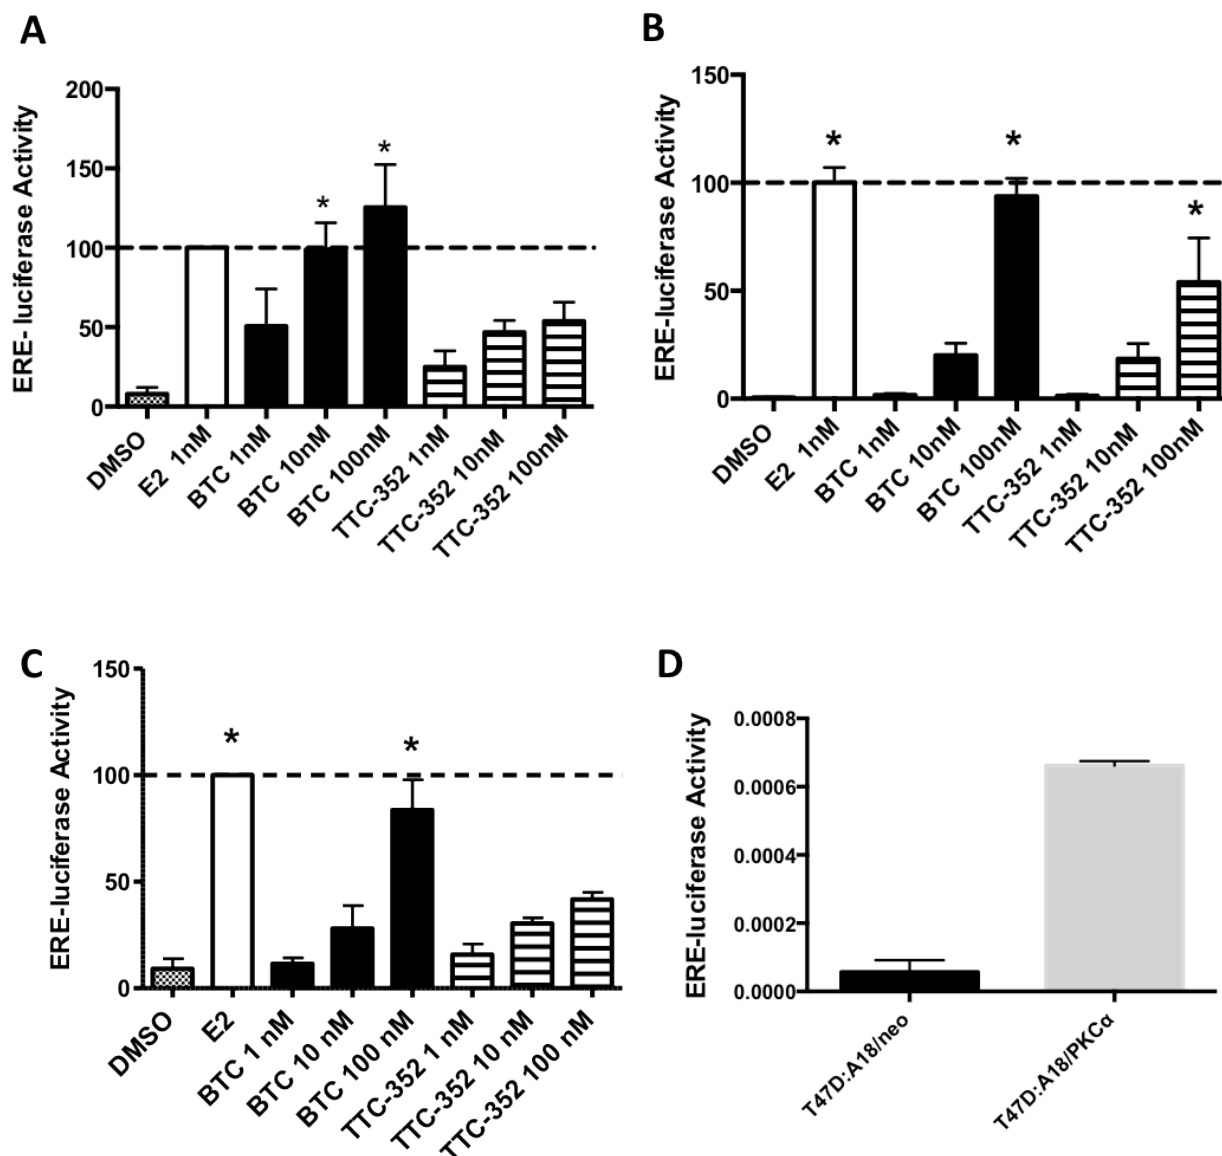 A
ERE- luciferase Activity
200
150
100
50
0
*
*
DMSO
E2 1nM
BTC 1nM
BTC 10nM
BTC 100nM
TTC-352 1nM
TTC-352 10nM
TTC-352 100nM
B
ERE-luciferase Activity
150
100
50
0
*
*
*
DMSO
E2 1nM
BTC 1nM
BTC 10nM
BTC 100nM
TTC-352 1nM
TTC-352 10nM
TTC-352 100nM
C
ERE-luciferase Activity
150
100
50
0
*
*
DMSO
E2
BTC 1 nM
BTC 10 nM
BTC 100 nM
TTC-352 1 nM
TTC-352 10 nM
TTC-352 100 nM
D
ERE-luciferase Activity
0.0008
0.0006
0.0004
0.0002
0.0000
T47D:A18/neo
T47D:A18/PKCα